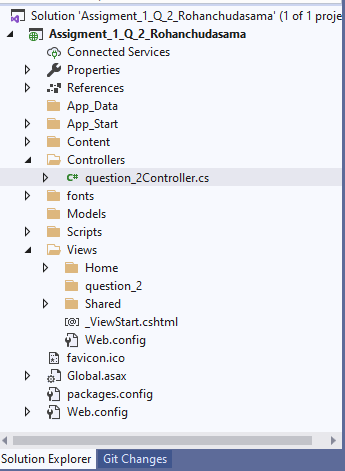 Solution 'Assigment_1_Q_2_Rohanchudasama' (1 of 1 proje
Assigment_1_Q_2_Rohanchudasama
Connected Services
Properties
References
App_Data
App_Start
Content
Controllers
C# question_2Controller.cs
fonts
Models
Scripts
Views
Home
question_2
Shared
[@] _ViewStart.cshtml
Web.config
favicon.ico
Global.asax
packages.config
Web.config
Solution Explorer Git Changes